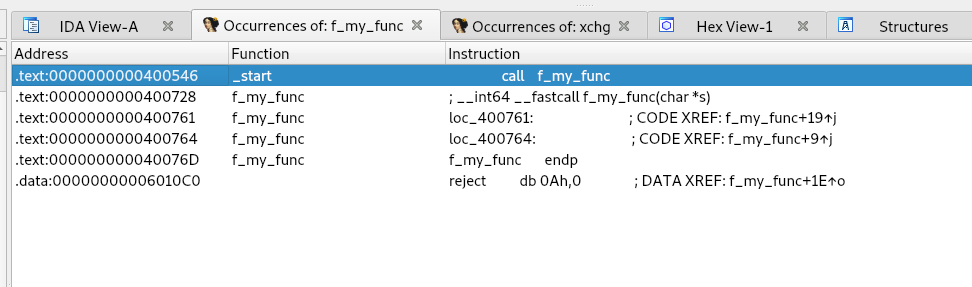 IDA View-A Occurrences of: f_my_func Occurrences of: xchg Hex View-1 Structures
Address Function Instruction
.text:0000000000400546 _start call f_my_func
.text:0000000000400728 f_my_func ; __int64 __fastcall f_my_func(char *s)
.text:0000000000400761 f_my_func loc_400761: ; CODE XREF: f_my_func+19↑j
.text:0000000000400764 f_my_func loc_400764: ; CODE XREF: f_my_func+9↑j
.text:000000000040076D f_my_func f_my_func endp
.data:00000000006010C0 reject db 0Ah,0 ; DATA XREF: f_my_func+1E↑o